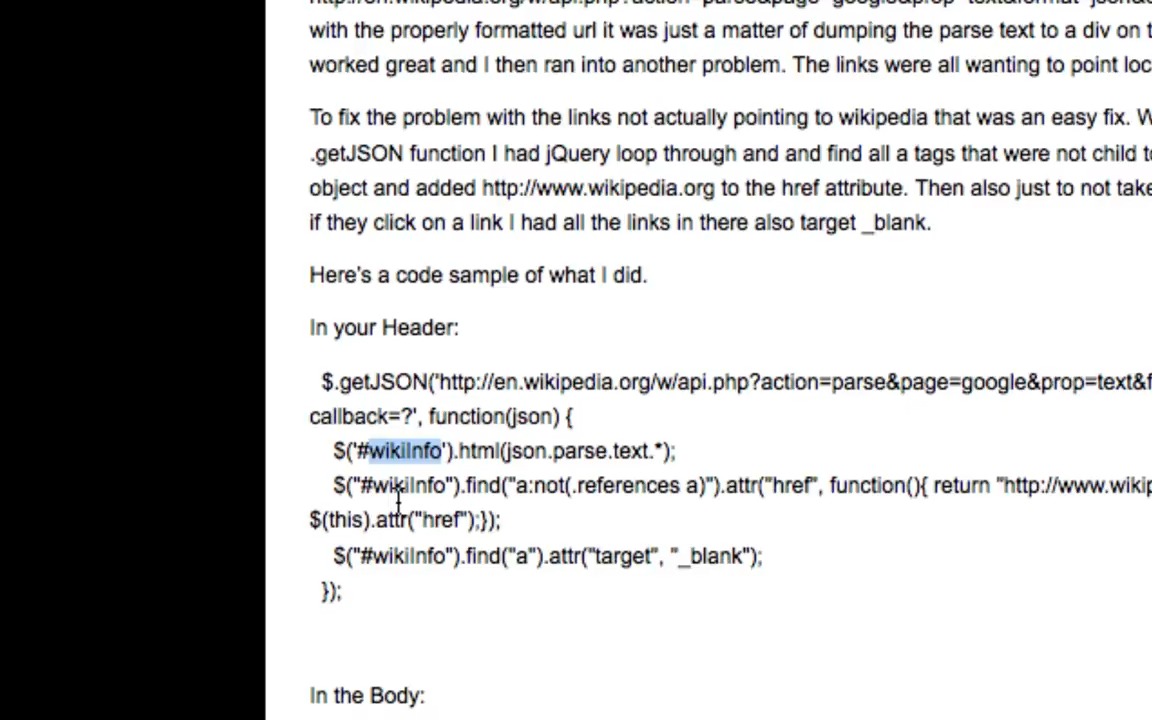 with the properly formatted url it was just a matter of dumping the parse text to a div on
worked great and I then ran into another problem. The links were all wanting to point
To fix the problem with the links not actually pointing to wikipedia that was an easy fix.
.getJSON function I had jQuery loop through and and find all a tags that were not child
object and added http://www.wikipedia.org to the href attribute. Then also just to not take
if they click on a link I had all the links in there also target _blank.
Here's a code sample of what I did.
In your Header:
$.getJSON('http://en.wikipedia.org/w/api.php?action=parse&page=google&prop=text&f
callback=?', function(json) {
$('#wikiInfo').html(json.parse.text.*);
$("#wikiInfo").find("a:not(.references a)").attr("href", function(){ return "http://www.wikip
$(this).attr("href");});
$("#wikiInfo").find("a").attr("target", "_blank");
});
In the Body: